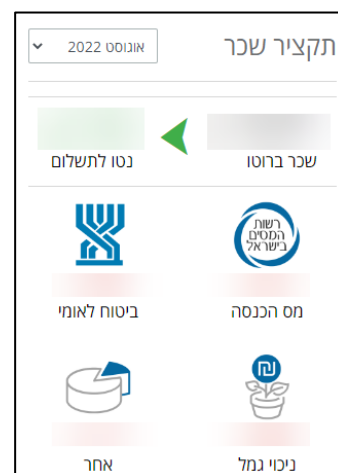 תקציר שכר
אוגוסט 2022
שכר ברוטו
נטו לתשלום
רשות
המסים
בישראל
מס הכנסה
ביטוח לאומי
₪
ניכוי גמל
אחר